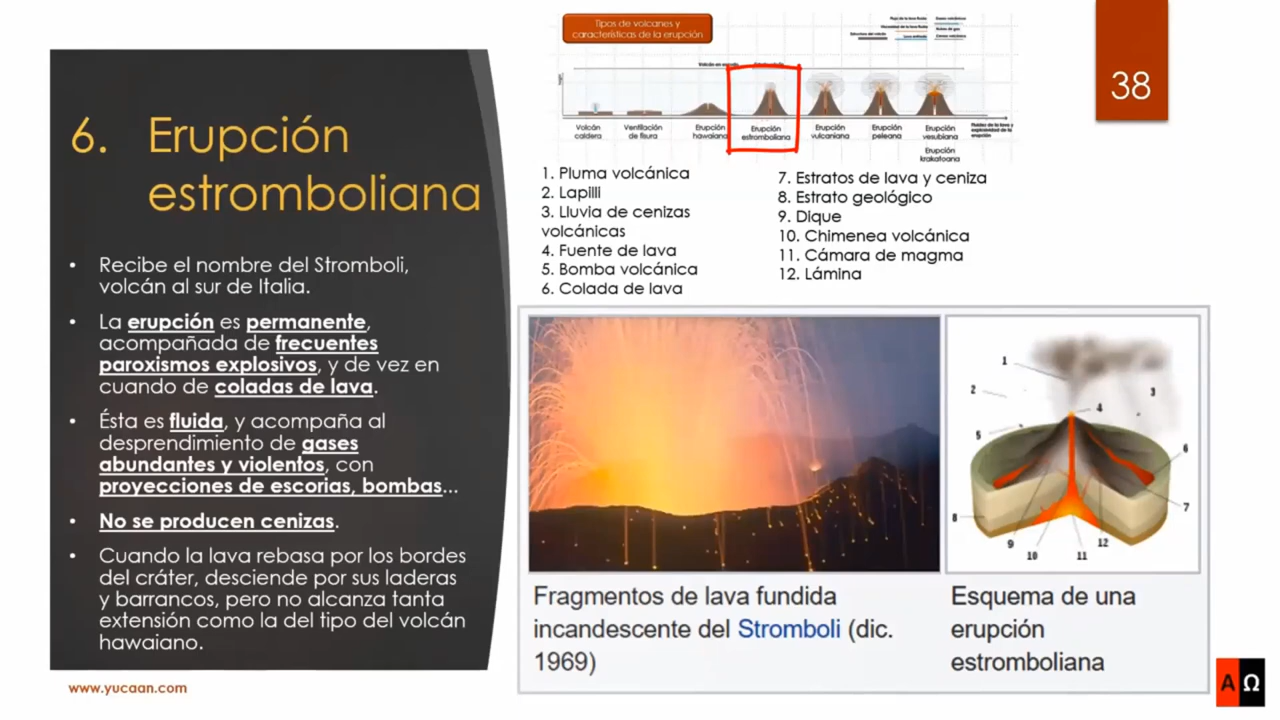 6. Erupción
estromboliana
• Recibe el nombre del Stromboli,
volcán al sur de Italia.
• La erupción es permanente,
acompañada de frecuentes
paroxismos explosivos, y de vez en
cuando de coladas de lava.
• Ésta es fluida, y acompaña al
desprendimiento de gases
abundantes y violentos, con
proyecciones de escorias, bombas...
• No se producen cenizas.
• Cuando la lava rebasa por los bordes
del cráter, desciende por sus laderas
y barrancos, pero no alcanza tanta
extensión como la del tipo del volcán
hawaiano.
www.yucaan.com
Tipos de volcanes y
características de la erupción
Volcán
caldera
Ventilación
de fisura
Erupción
hawaiana
Erupción
estromboliana
Erupción
vulcaniana
Erupción
peleana
Erupción
vesubiana
Erupción
krakatoana
38
1. Pluma volcánica
2. Lapilli
3. Lluvia de cenizas
volcánicas
4. Fuente de lava
5. Bomba volcánica
6. Colada de lava
7. Estratos de lava y ceniza
8. Estrato geológico
9. Dique
10. Chimenea volcánica
11. Cámara de magma
12. Lámina
1
2
3
4
5
6
7
8
9
10
11
12
Fragmentos de lava fundida
incandescente del Stromboli (dic.
1969)
Esquema de una
erupción
estromboliana
AΩ